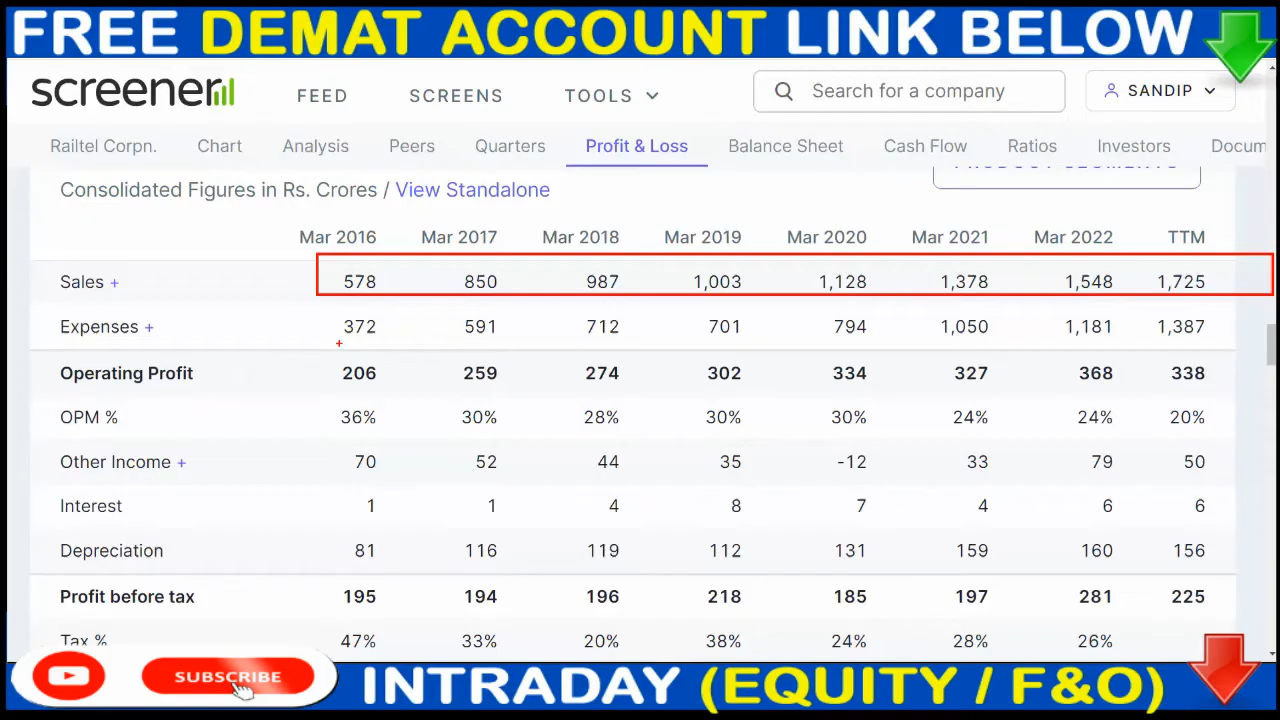 FREE DEMAT ACCOUNT LINK BELOW
screener FEED SCREENS TOOLS Search for a company SANDIP
Railtel Corpn. Chart Analysis Peers Quarters Profit & Loss Balance Sheet Cash Flow Ratios Investors Docum
PRODUCT SEGMENTS
Consolidated Figures in Rs. Crores / View Standalone
Mar 2016 Mar 2017 Mar 2018 Mar 2019 Mar 2020 Mar 2021 Mar 2022 TTM
Sales + 578 850 987 1,003 1,128 1,378 1,548 1,725
Expenses + 372 591 712 701 794 1,050 1,181 1,387
Operating Profit 206 259 274 302 334 327 368 338
OPM % 36% 30% 28% 30% 30% 24% 24% 20%
Other Income + 70 52 44 35 -12 33 79 50
Interest 1 1 4 8 7 4 6 6
Depreciation 81 116 119 112 131 159 160 156
Profit before tax 195 194 196 218 185 197 281 225
Tax % 47% 33% 20% 38% 24% 28% 26%
SUBSCRIBE
INTRADAY (EQUITY / F&O)